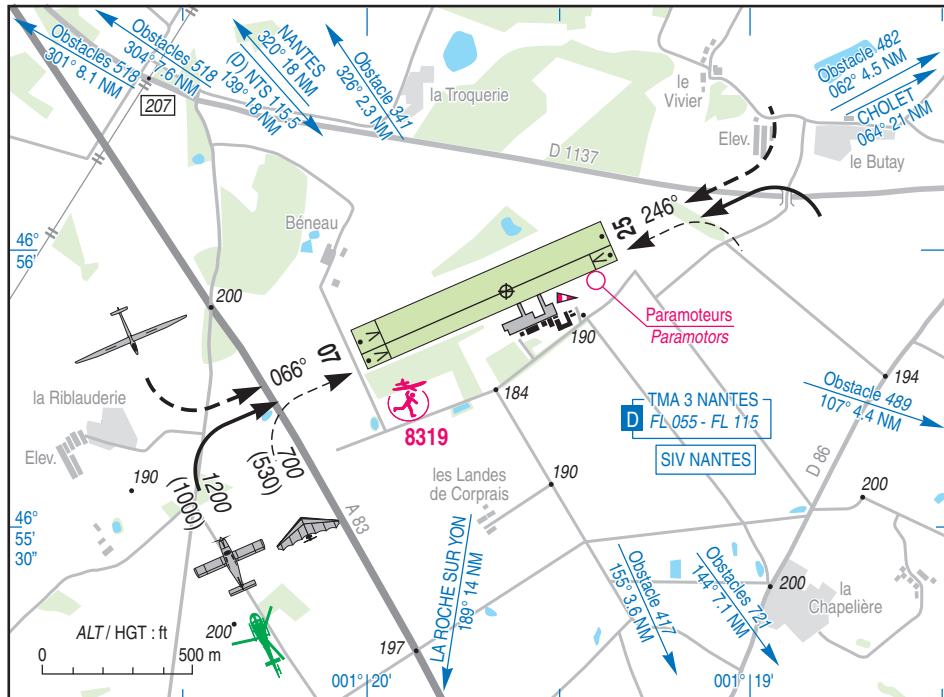 Obstacles 518
301° 8.1 NM
Obstacles 518
304° 7.6 NM
NANTES
320° 18 NM
(D) NTS 115.5
139° 18 NM
Obstacle 341
326° 2.3 NM
Obstacle 482
062° 4.5 NM
CHOLET
064° 21 NM
207
la Troquerie
le
Vivier
Elev.
le Butay
D 1137
Béneau
46°
56'
25
246°
200
Paramoteurs
Paramotors
190
066°
07
la Riblauderie
184
194
8319
TMA 3 NANTES
D
FL 055 - FL 115
SIV NANTES
Obstacle 489
107° 4.4 NM
D 86
Elev.
190
1200
(1000)
700
(530)
les Landes
de Corprais
190
200
46°
55'
30"
A 83
LA ROCHE SUR YON
189° 14 NM
Obstacle 417
155° 3.6 NM
Obstacles 721
144° 7.1 NM
200
la
Chapelière
200
197
ALT / HGT : ft
0
500 m
001° 20'
001° 19'